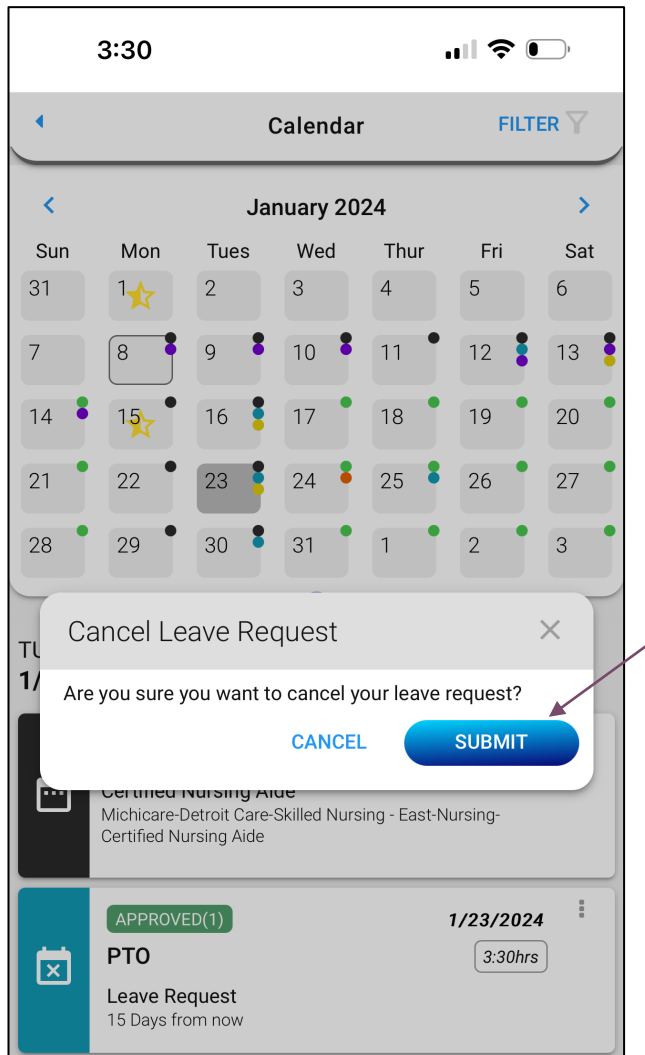 3:30
Calendar FILTER
January 2024
Sun Mon Tues Wed Thur Fri Sat
31 1 2 3 4 5 6
7 8 9 10 11 12 13
14 15 16 17 18 19 20
21 22 23 24 25 26 27
28 29 30 31 1 2 3
Cancel Leave Request
TU
1/
Are you sure you want to cancel your leave request?
CANCEL SUBMIT
Certified Nursing Aide
Michicare-Detroit Care-Skilled Nursing - East-Nursing-
Certified Nursing Aide
APPROVED(1) 1/23/2024
PTO 3:30hrs
Leave Request
15 Days from now